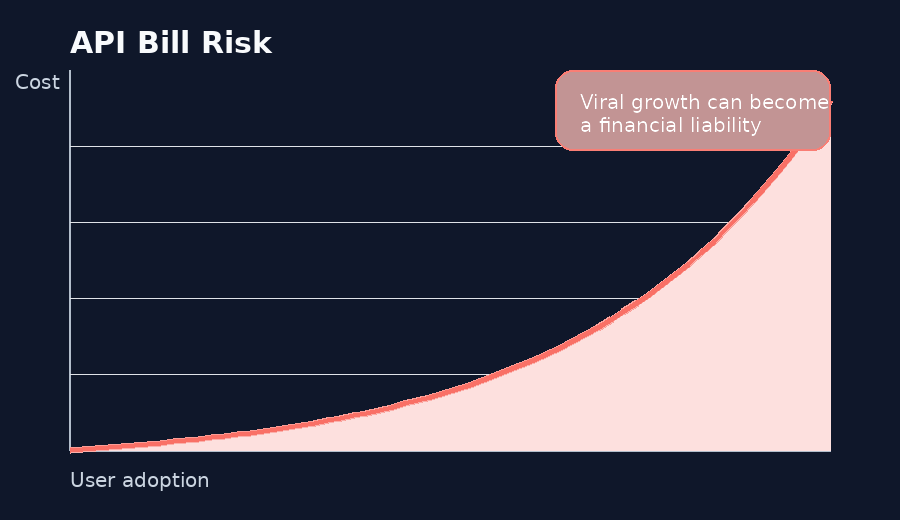 API Bill Risk
Cost
Viral growth can become
a financial liability
User adoption